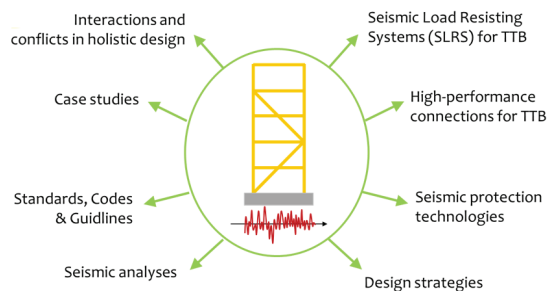 Interactions and
conflicts in holistic design
Seismic Load Resisting
Systems (SLRS) for TTB
Case studies
High-performance
connections for TTB
Standards, Codes
& Guidlines
Seismic protection
technologies
Seismic analyses
Design strategies